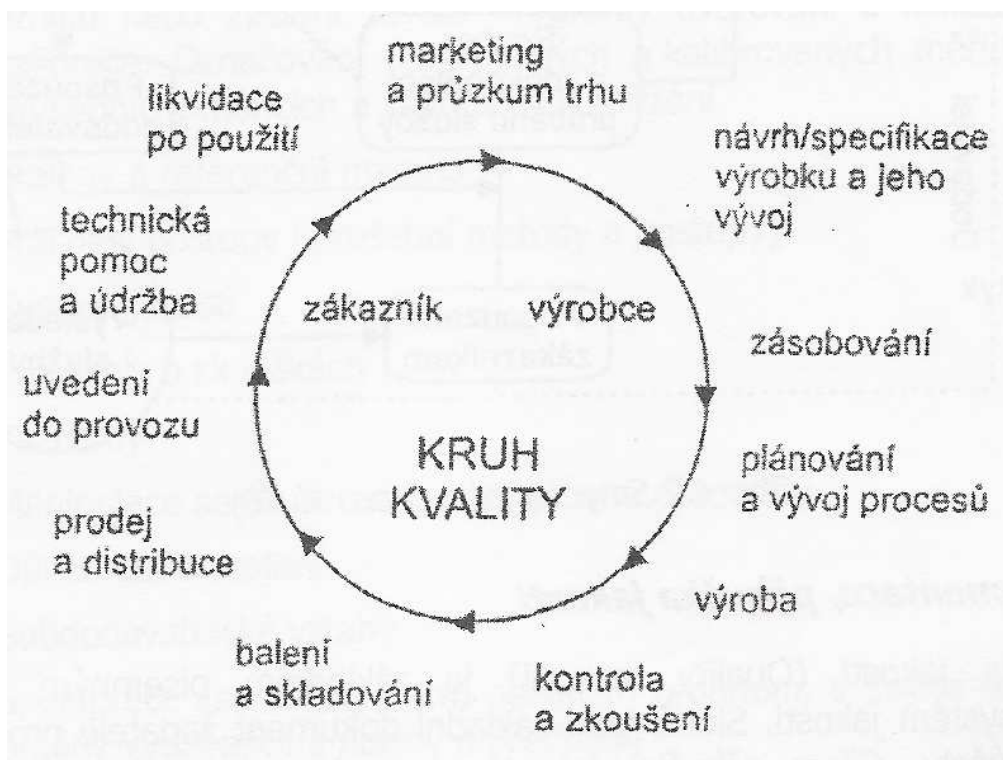 marketing
a průzkum trhu
návrh/specifikace
výrobku a jeho
vývoj
zásobování
plánování
a vývoj procesů
výroba
kontrola
a zkoušení
balení
a skladování
prodej
a distribuce
uvedení
do provozu
technická
pomoc
a údržba
likvidace
po použití
zákazník
výrobce
KRUH
KVALITY